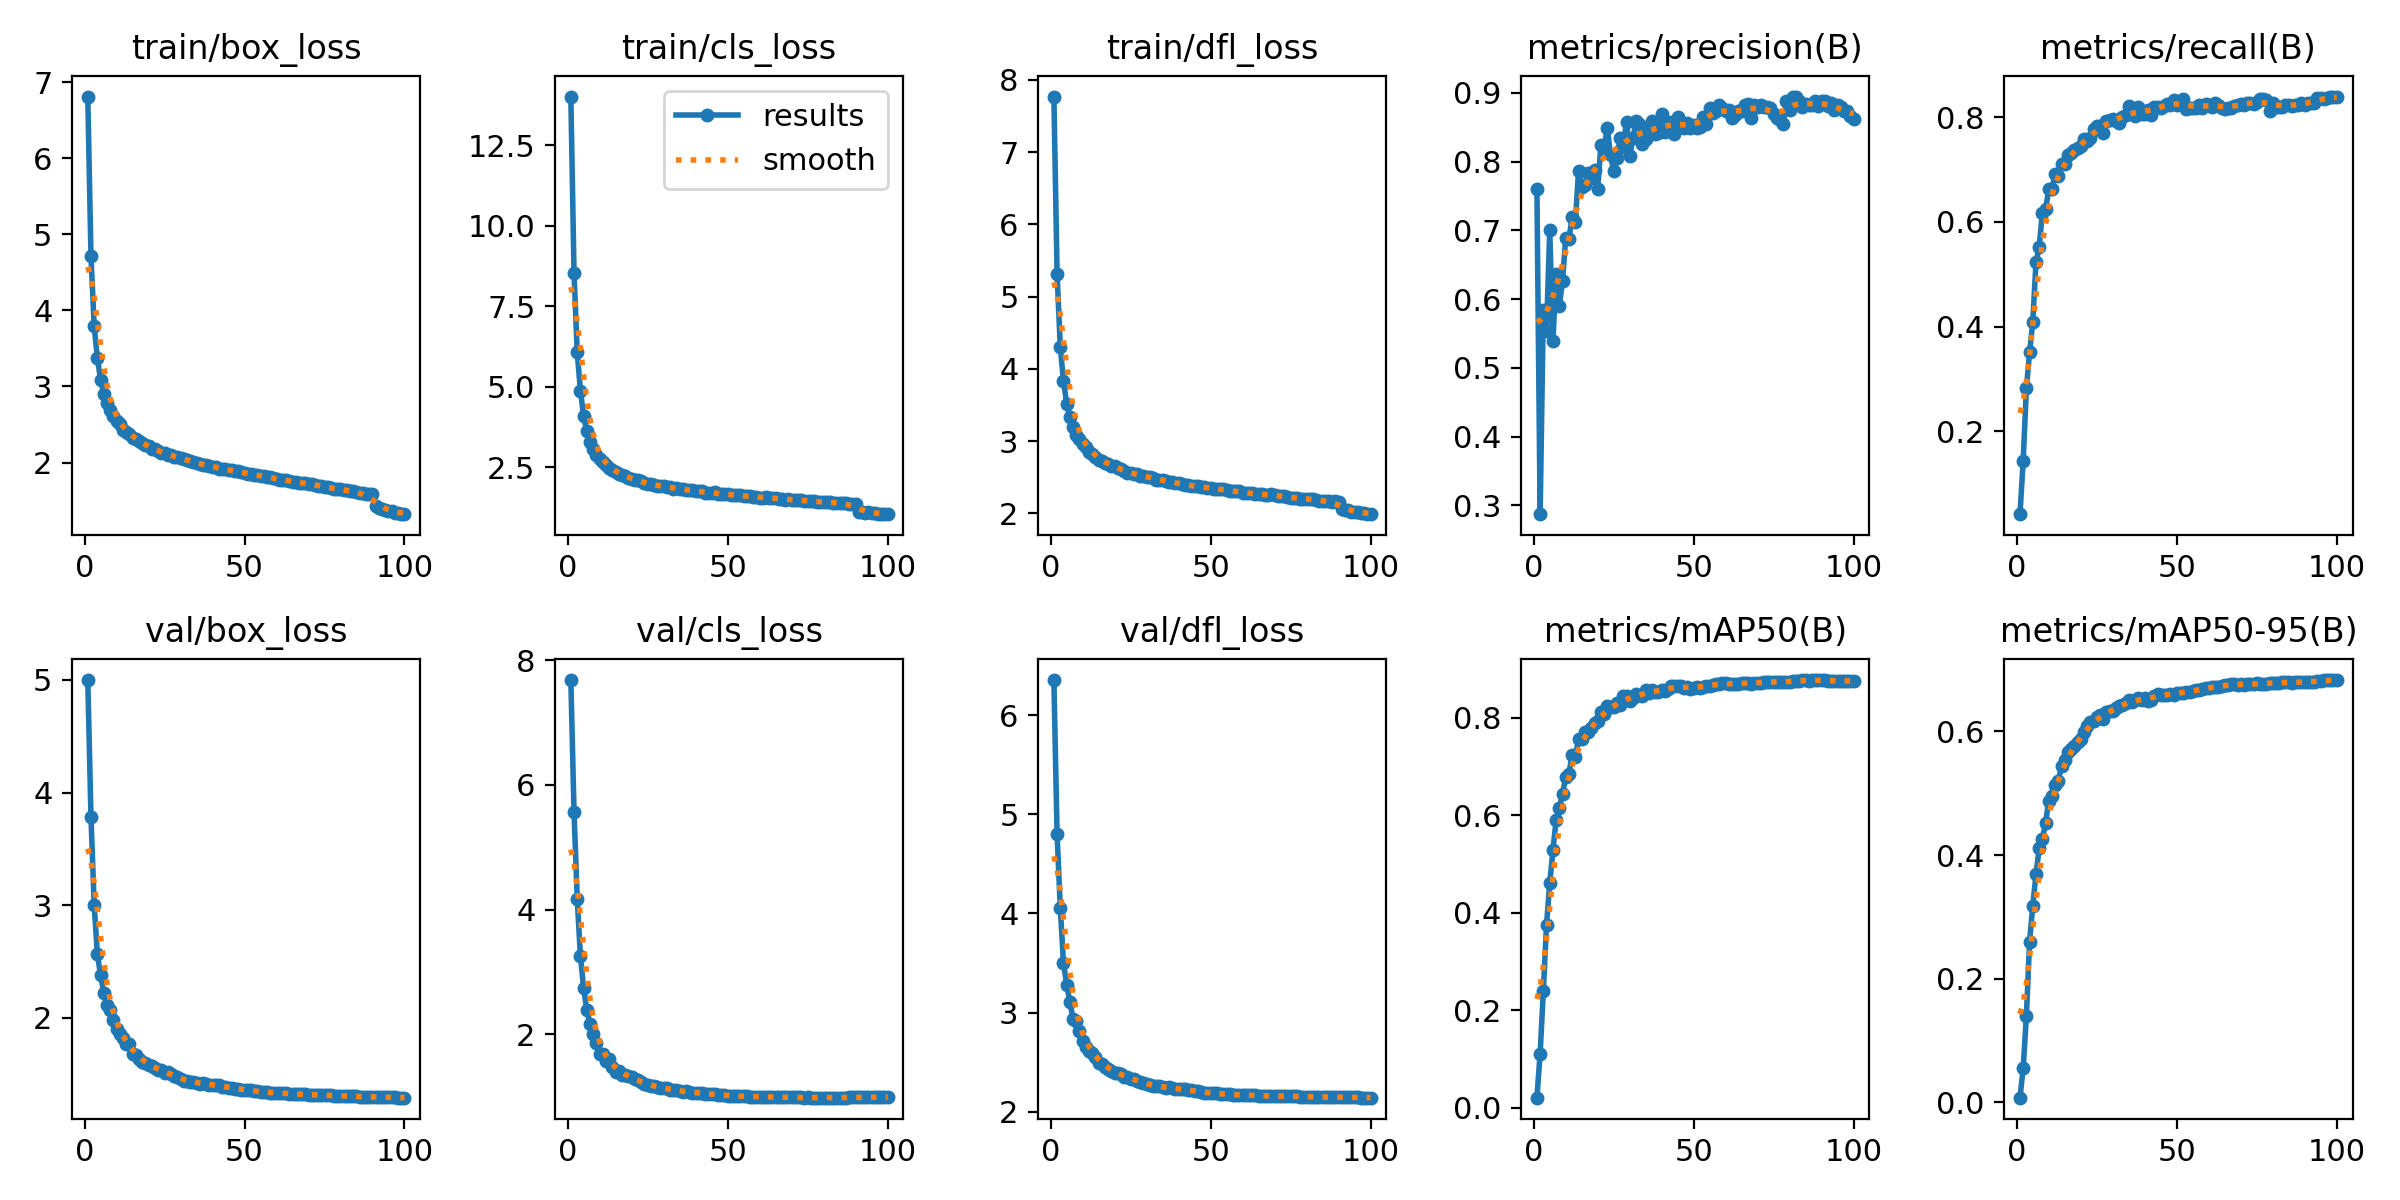 train/box_loss
7
6
5
4
3
2
0 50 100
train/cls_loss
12.5
10.0
7.5
5.0
2.5
results
smooth
0 50 100
train/dfl_loss
8
7
6
5
4
3
2
0 50 100
metrics/precision(B)
0.9
0.8
0.7
0.6
0.5
0.4
0.3
0 50 100
metrics/recall(B)
0.8
0.6
0.4
0.2
0 50 100
val/box_loss
5
4
3
2
0 50 100
val/cls_loss
8
6
4
2
0 50 100
val/dfl_loss
6
5
4
3
2
0 50 100
metrics/mAP50(B)
0.8
0.6
0.4
0.2
0.0
0 50 100
metrics/mAP50-95(B)
0.6
0.4
0.2
0.0
0 50 100